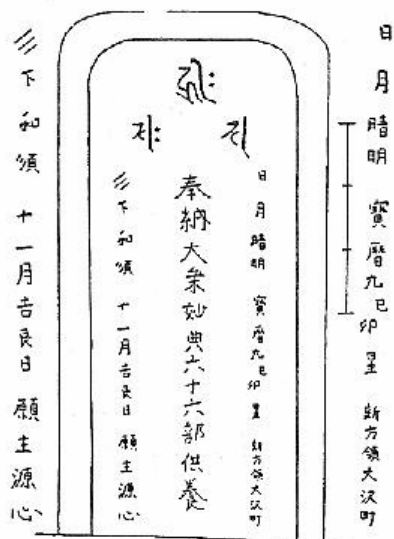 日月晴明 寳暦九己卯星 新方領大沢町
日月晴明 寳暦九己卯星 新方領大沢町
奉納大乗妙典六十六部供養
下和順 十一月吉良日 願主源心
下和順 十一月吉良日 願主源心